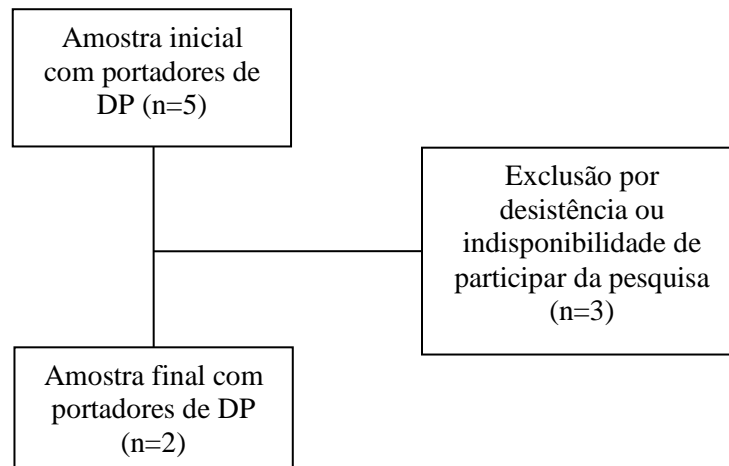 Amostra inicial
com portadores de
DP (n=5)
Exclusão por
desistência ou
indisponibilidade de
participar da pesquisa
(n=3)
Amostra final com
portadores de DP
(n=2)